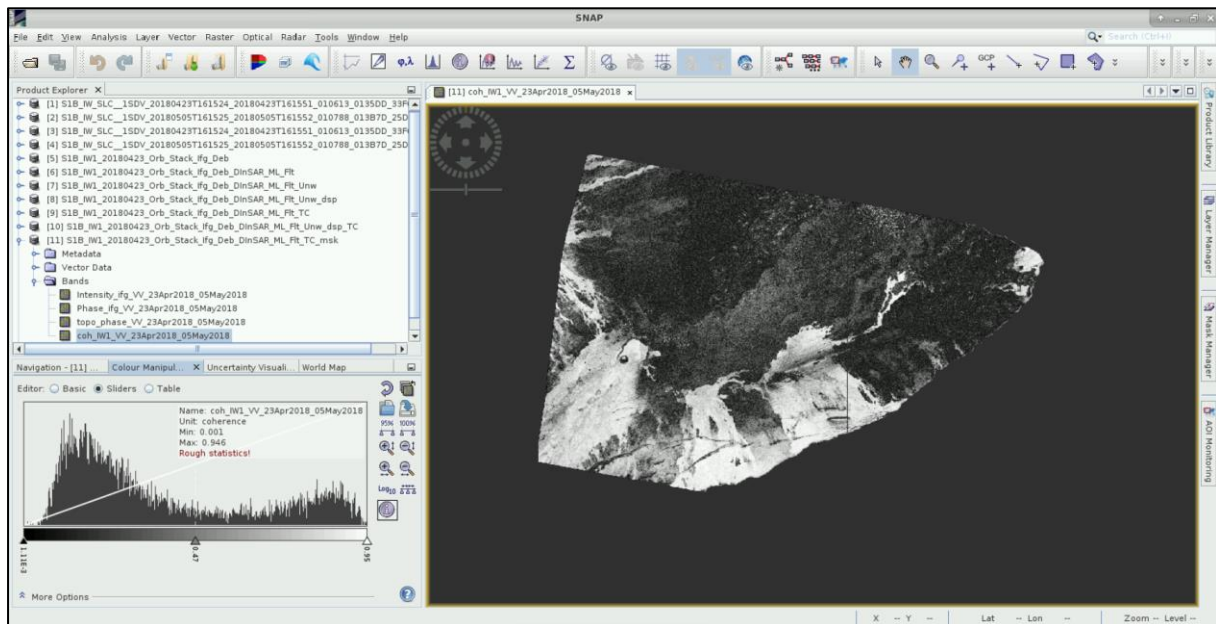 SNAP
File Edit View Analysis Layer Vector Raster Optical Radar Tools Window Help
Search (Ctrl+I)
φ,λ
Σ
GCP
Product Explorer X
[1] S1B_IW_SLC__1SDV_20180423T161524_20180423T161551_010613_0135DD_33F
[2] S1B_IW_SLC__1SDV_20180505T161525_20180505T161552_010788_013B7D_25D
[3] S1B_IW_SLC__1SDV_20180423T161524_20180423T161551_010613_0135DD_33F
[4] S1B_IW_SLC__1SDV_20180505T161525_20180505T161552_010788_013B7D_25D
[5] S1B_IW1_20180423_Orb_Stack_Ifg_Deb
[6] S1B_IW1_20180423_Orb_Stack_Ifg_Deb_DInSAR_ML_Flt
[7] S1B_IW1_20180423_Orb_Stack_Ifg_Deb_DInSAR_ML_Flt_Unw
[8] S1B_IW1_20180423_Orb_Stack_Ifg_Deb_DInSAR_ML_Flt_Unw_dsp
[9] S1B_IW1_20180423_Orb_Stack_Ifg_Deb_DInSAR_ML_Flt_TC
[10] S1B_IW1_20180423_Orb_Stack_Ifg_Deb_DInSAR_ML_Flt_Unw_dsp_TC
[11] S1B_IW1_20180423_Orb_Stack_Ifg_Deb_DInSAR_ML_Flt_TC_msk
Metadata
Vector Data
Bands
Intensity_ifg_VV_23Apr2018_05May2018
Phase_ifg_VV_23Apr2018_05May2018
topo_phase_VV_23Apr2018_05May2018
coh_IW1_VV_23Apr2018_05May2018
Navigation - [11] ... Colour Manipul... X Uncertainty Visuali... World Map
Editor: Basic Sliders Table
Name: coh_IW1_VV_23Apr2018_05May2018
Unit: coherence
Min: 0.001
Max: 0.946
Rough statistics!
95% 100%
Log10
1.11E-3
0.47
0.95
More Options
[11] coh_IW1_VV_23Apr2018_05May2018 x
Product Library
Layer Manager
Mask Manager
AOI Monitoring
X -- Y -- Lat -- Lon -- Zoom -- Level --